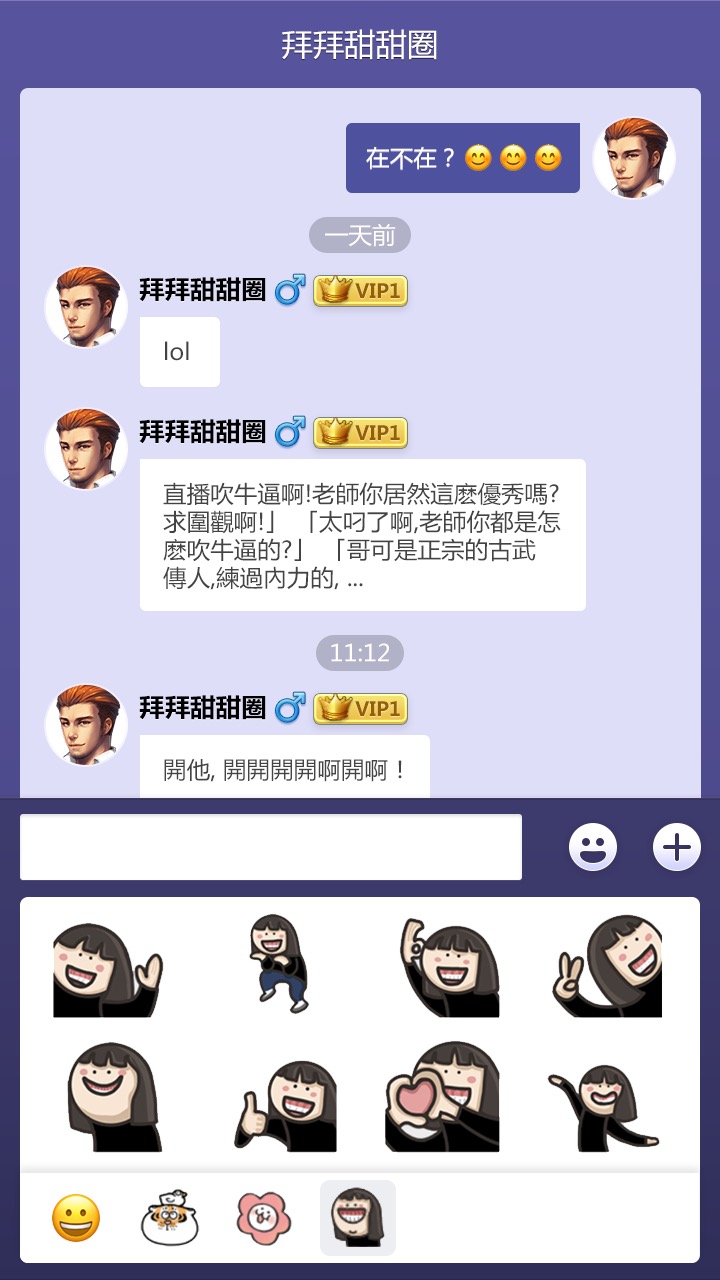 拜拜甜甜圈
在不在？😊😊😊
一天前
拜拜甜甜圈 VIP1
lol
拜拜甜甜圈 VIP1
直播吹牛逼啊!老師你居然這麽優秀嗎?
求圍觀啊!」 「太叼了啊,老師你都是怎
麽吹牛逼的?」 「哥可是正宗的古武
傳人,練過內力的, ...
11:12
拜拜甜甜圈 VIP1
開他, 開開開開啊開啊！